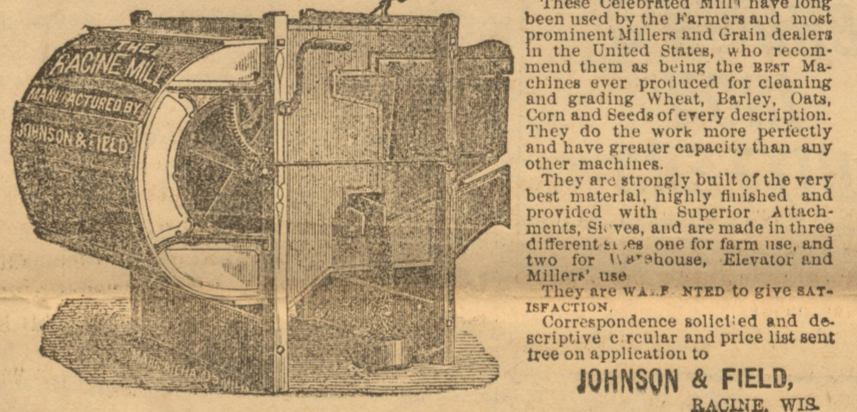 THE
RACINE MILL
MANUFACTURED BY
JOHNSON & FIELD
These Celebrated Mills have long
been used by the Farmers and most
prominent Millers and Grain dealers
in the United States, who recom-
mend them as being the BEST Ma-
chines ever produced for cleaning
and grading Wheat, Barley, Oats,
Corn and Seeds of every description.
They do the work more perfectly
and have greater capacity than any
other machines.
They are strongly built of the very
best material, highly finished and
provided with Superior Attach-
ments, Sieves, and are made in three
different sizes one for farm use, and
two for Warehouse, Elevator and
Millers' use
They are WARRANTED to give SAT-
ISFACTION.
Correspondence solicited and de-
scriptive circular and price list sent
free on application to
JOHNSON & FIELD,
RACINE, WIS.